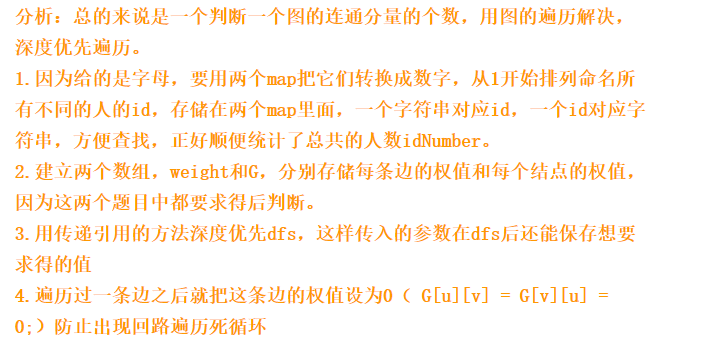 分析：总的来说是一个判断一个图的连通分量的个数，用图的遍历解决，
深度优先遍历。
1.因为给的是字母，要用两个map把它们转换成数字，从1开始排列命名所
有不同的人的id，存储在两个map里面，一个字符串对应id，一个id对应字
符串，方便查找，正好顺便统计了总共的人数idNumber。
2.建立两个数组，weight和G，分别存储每条边的权值和每个结点的权值，
因为这两个题目中都要求得后判断。
3.用传递引用的方法深度优先dfs，这样传入的参数在dfs后还能保存想要
求得的值
4.遍历过一条边之后就把这条边的权值设为0（ G[u][v] = G[v][u] =
0;）防止出现回路遍历死循环